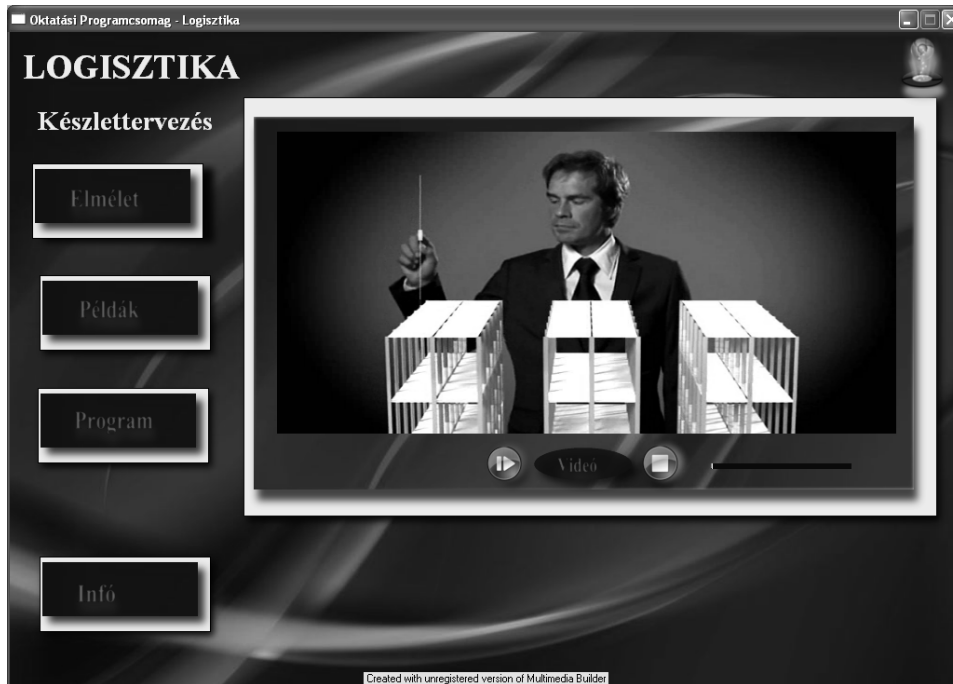 Oktatási Programcsomag - Logisztika
LOGISZTIKA
Készlettervezés
Elmélet
Példák
Program
Videó
Infó
Created with unregistered version of Multimedia Builder